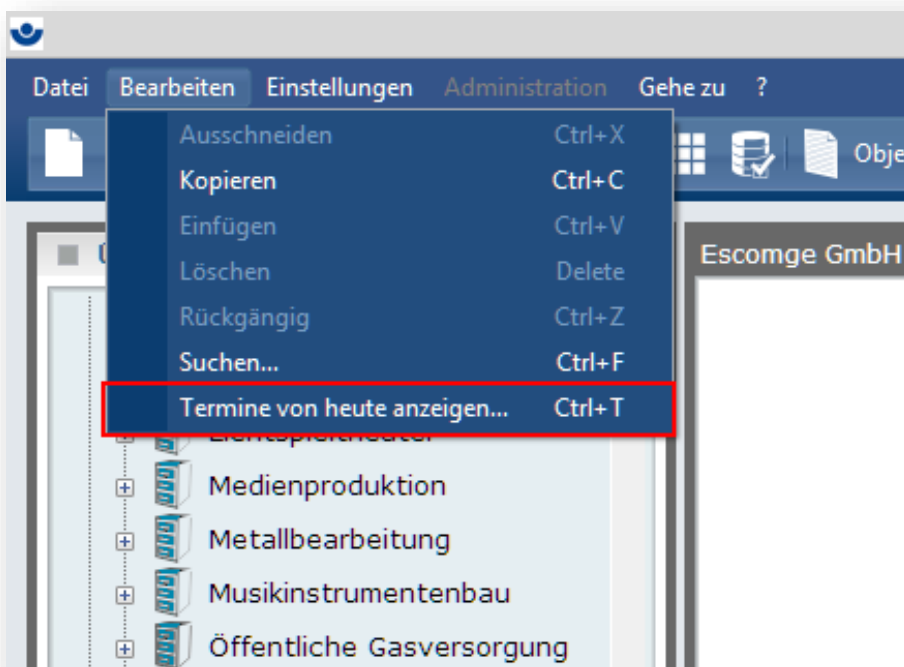 Datei Bearbeiten Einstellungen Administration Gehe zu ?
Ausschneiden Ctrl+X
Kopieren Ctrl+C
Einfügen Ctrl+V
Löschen Delete
Rückgängig Ctrl+Z
Suchen... Ctrl+F
Termine von heute anzeigen... Ctrl+T
Obje
Escomge GmbH
Medienproduktion
Metallbearbeitung
Musikinstrumentenbau
Öffentliche Gasversorgung